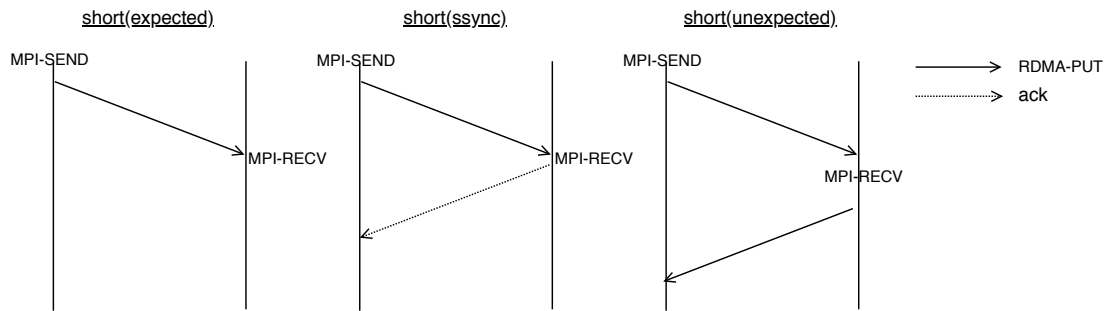 short(expected)
short(ssync)
short(unexpected)
MPI-SEND
MPI-SEND
MPI-SEND
RDMA-PUT
ack
MPI-RECV
MPI-RECV
MPI-RECV